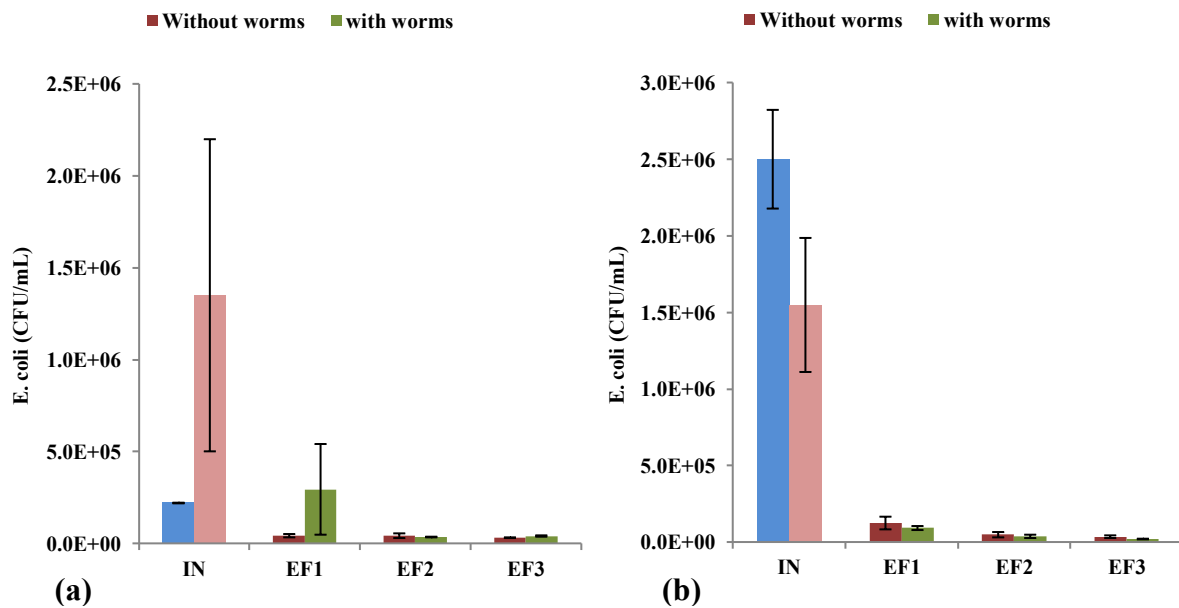 Without worms with worms
2.5E+06
2.0E+06
1.5E+06
1.0E+06
5.0E+05
0.0E+00
E. coli (CFU/mL)
IN EF1 EF2 EF3
(a)
Without worms with worms
3.0E+06
2.5E+06
2.0E+06
1.5E+06
1.0E+06
5.0E+05
0.0E+00
E. coli (CFU/mL)
IN EF1 EF2 EF3
(b)